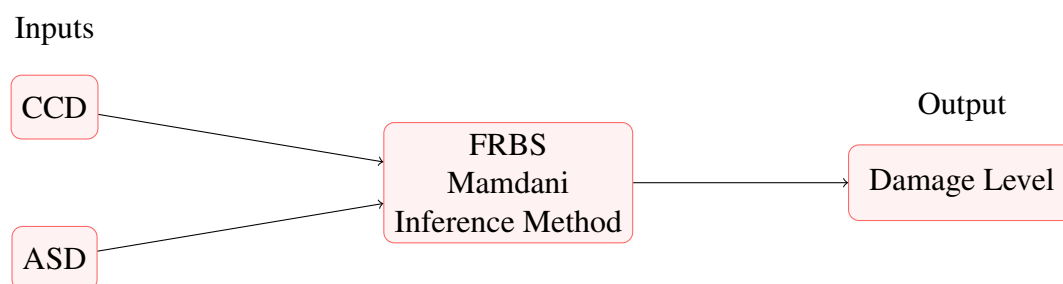 Inputs
CCD
ASD
FRBS
Mamdani
Inference Method
Output
Damage Level